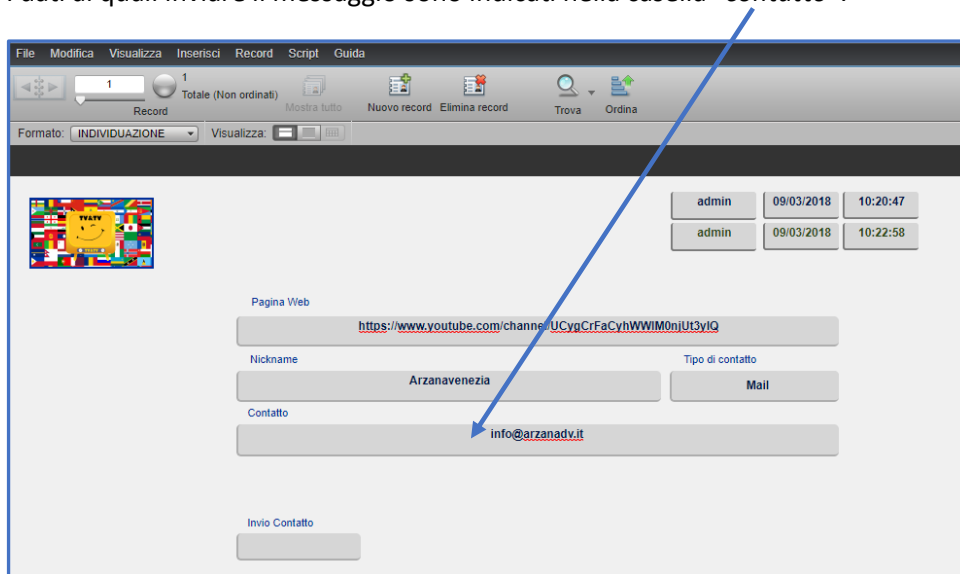 I dati ai quali inviare il messaggio sono indicati nella casella "contatto".
File Modifica Visualizza Inserisci Record Script Guida
1
1
Totale (Non ordinati)
Record
Mostra tutto
Nuovo record
Elimina record
Trova
Ordina
Formato: INDIVIDUAZIONE
Visualizza:
TVATV
admin 09/03/2018 10:20:47
admin 09/03/2018 10:22:58
Pagina Web
https://www.youtube.com/channel/UCygCrFaCyhWWIM0njUt3yIQ
Nickname
Tipo di contatto
Arzanavenezia
Mail
Contatto
info@arzanadv.it
Invio Contatto